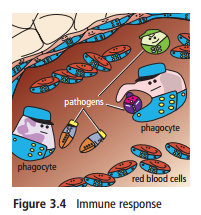 pathogens
phagocyte
phagocyte
red blood cells
Figure 3.4 Immune response